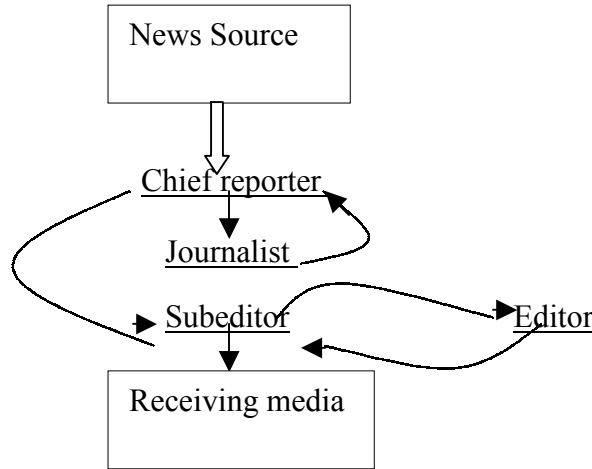 News Source
Chief reporter
Journalist
Subeditor
Editor
Receiving media